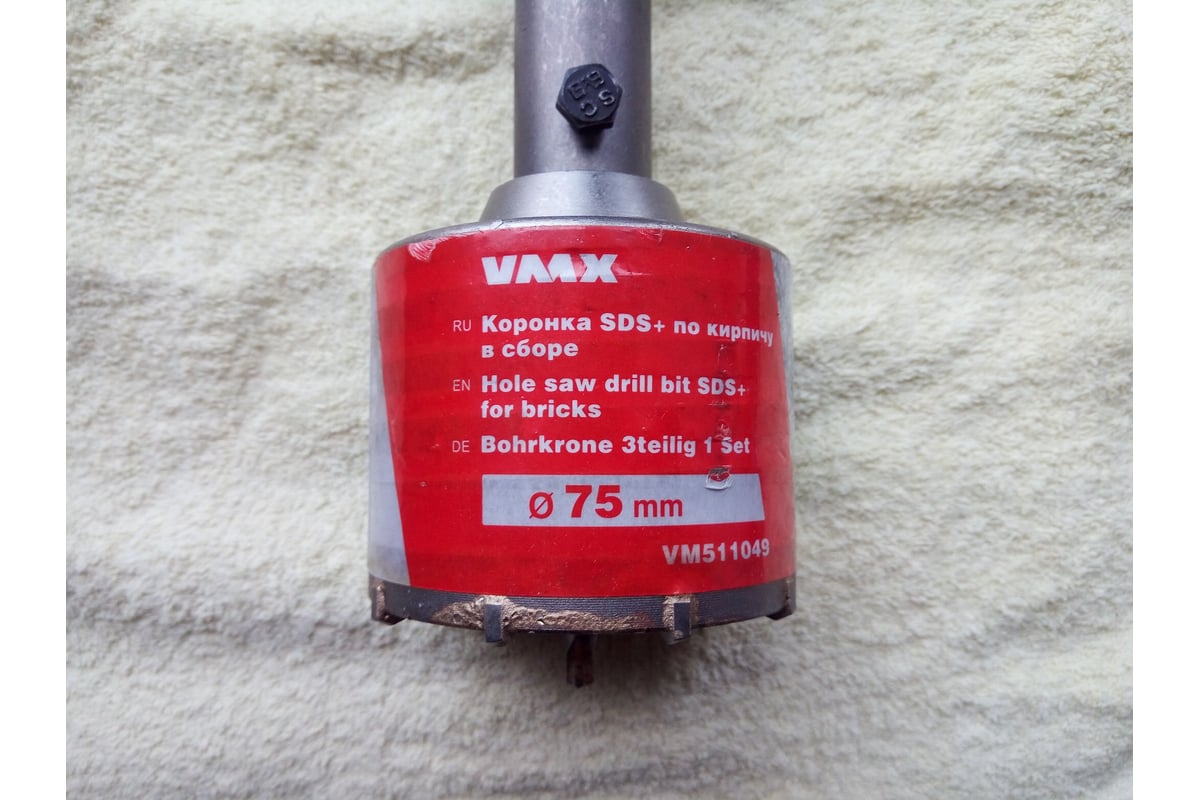 VMX
RU Коронка SDS+ по кирпичу
в сборе
EN Hole saw drill bit SDS+
for bricks
DE Bohrkrone 3teilig 1 Set
Ø 75 mm
VM511049